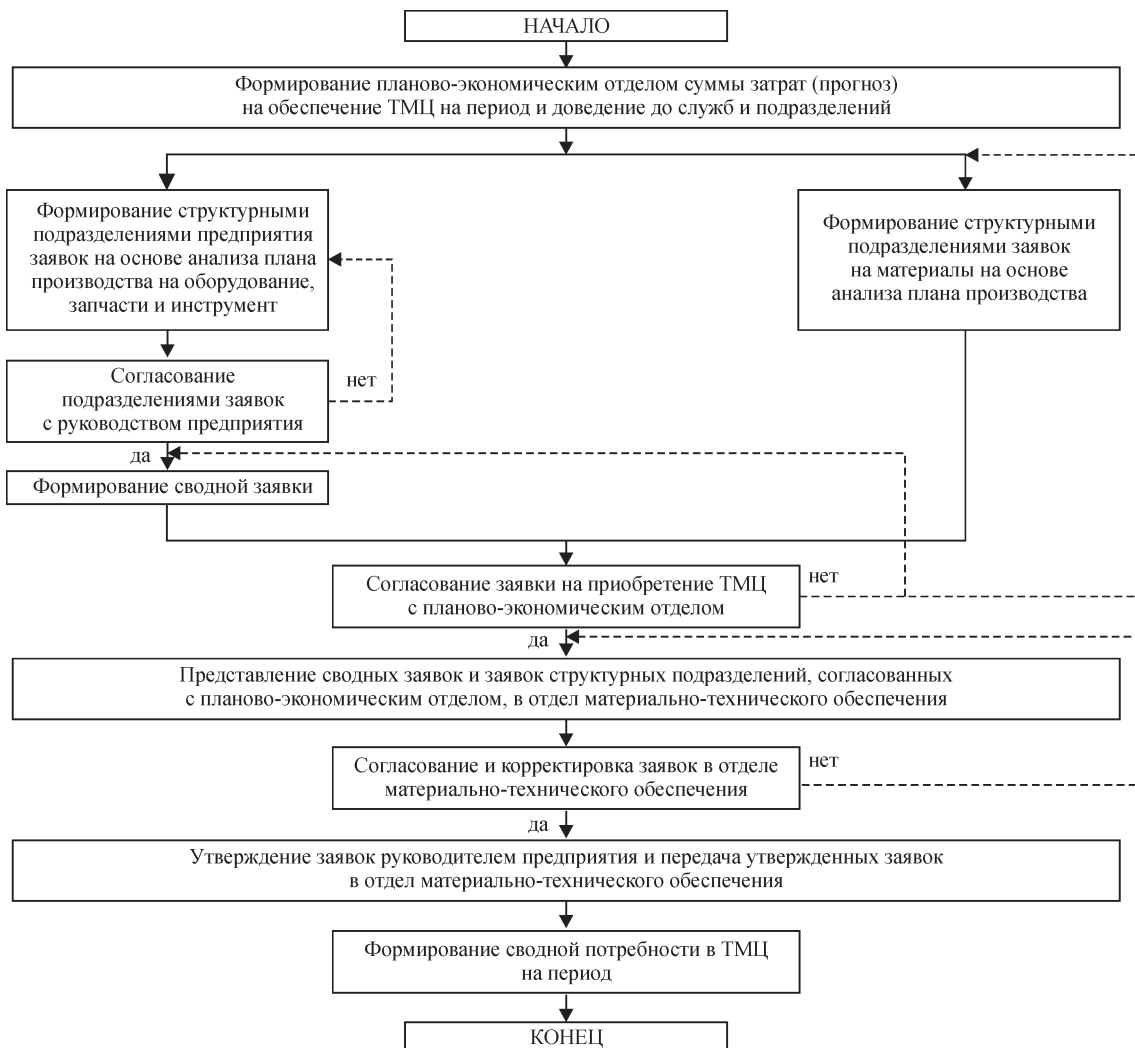 НАЧАЛО
Формирование планово-экономическим отделом суммы затрат (прогноз)
на обеспечение ТМЦ на период и доведение до служб и подразделений
Формирование структурными
подразделениями предприятия
заявок на основе анализа плана
производства на оборудование,
запчасти и инструмент
Формирование структурными
подразделениями заявок
на материалы на основе
анализа плана производства
Согласование
подразделениями заявок
с руководством предприятия
нет
да
Формирование сводной заявки
Согласование заявки на приобретение ТМЦ
с планово-экономическим отделом
нет
да
Представление сводных заявок и заявок структурных подразделений, согласованных
с планово-экономическим отделом, в отдел материально-технического обеспечения
Согласование и корректировка заявок в отделе
материально-технического обеспечения
нет
да
Утверждение заявок руководителем предприятия и передача утвержденных заявок
в отдел материально-технического обеспечения
Формирование сводной потребности в ТМЦ
на период
КОНЕЦ